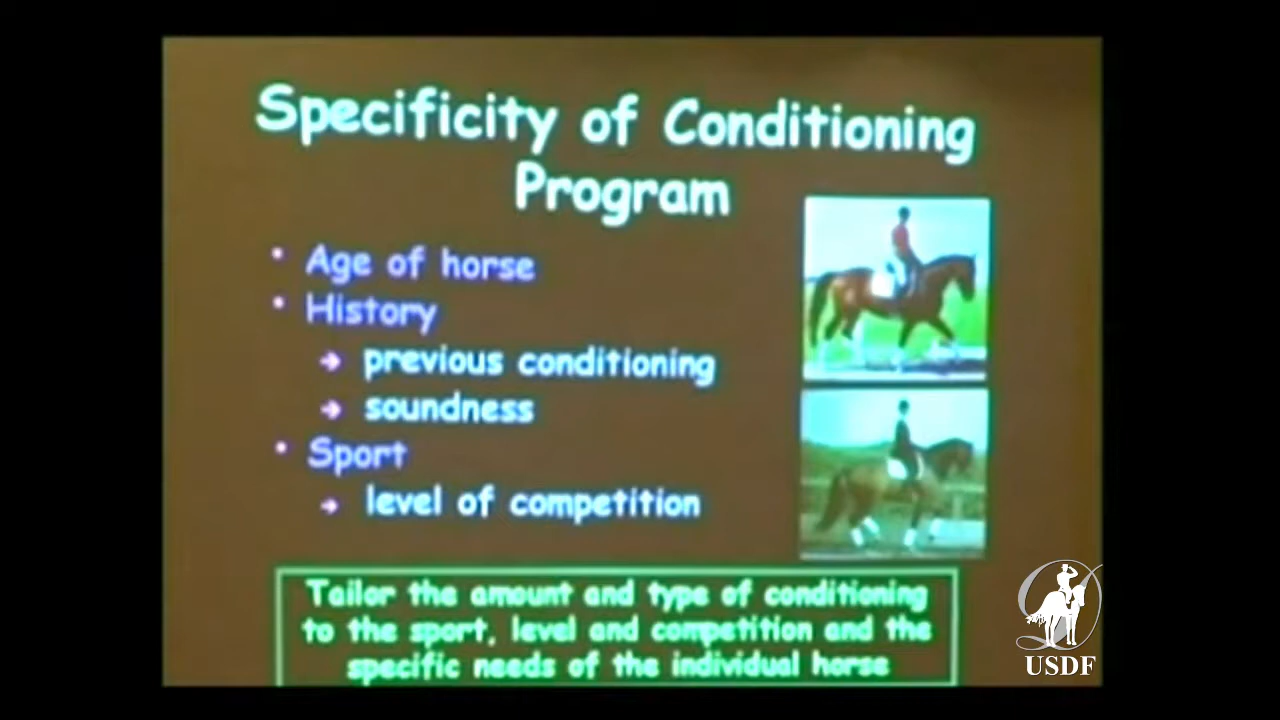 Specificity of Conditioning
Program
• Age of horse
• History
→ previous conditioning
→ soundness
• Sport
→ level of competition
Tailor the amount and type of conditioning
to the sport, level and competition and the
specific needs of the individual horse
USDF